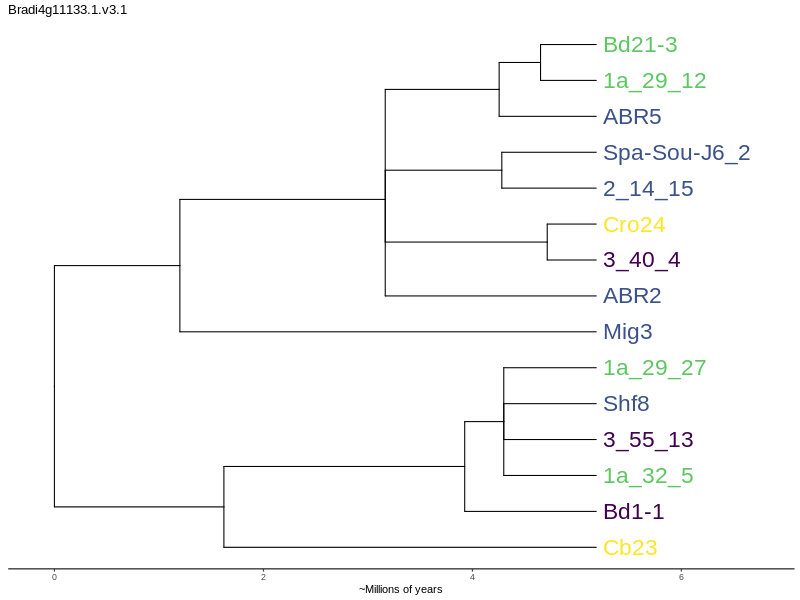 Bradi4g11133.1.v3.1
Bd21-3
1a_29_12
ABR5
Spa-Sou-J6_2
2_14_15
Cro24
3_40_4
ABR2
Mig3
1a_29_27
Shf8
3_55_13
1a_32_5
Bd1-1
Cb23
0 2 4 6
~Millions of years